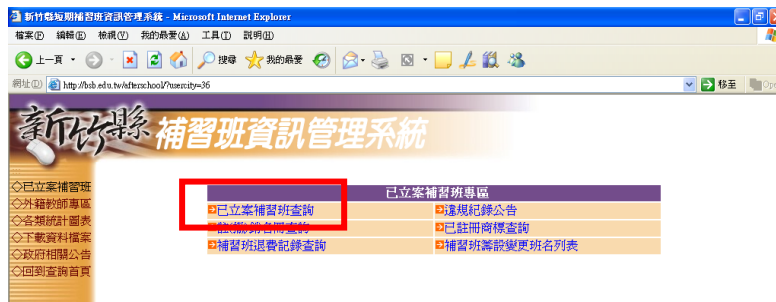 新竹縣短期補習班資訊管理系統 - Microsoft Internet Explorer
檔案(F) 編輯(E) 檢視(V) 我的最愛(A) 工具(T) 說明(H)
上一頁 搜尋 我的最愛
網址(D) http://bsb.edu.tw/afterschool/?usercity=36 移至
新竹縣 補習班資訊管理系統
◇已立案補習班
◇外籍教師專區
◇各類統計圖表
◇下載資料檔案
◇政府相關公告
◇回到查詢首頁
已立案補習班專區
已立案補習班查詢 違規紀錄公告
已註冊商標查詢
補習班退費記錄查詢 補習班籌設變更班名列表